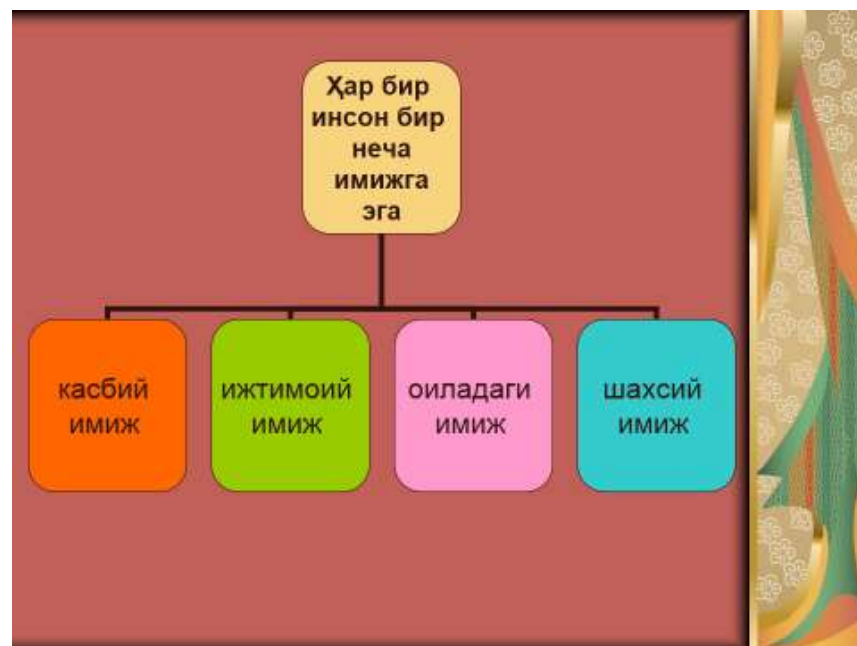 Ҳар бир
инсон бир
неча
имижга
эга
касбий
имиж
ижтимоий
имиж
оиладаги
имиж
шахсий
имиж